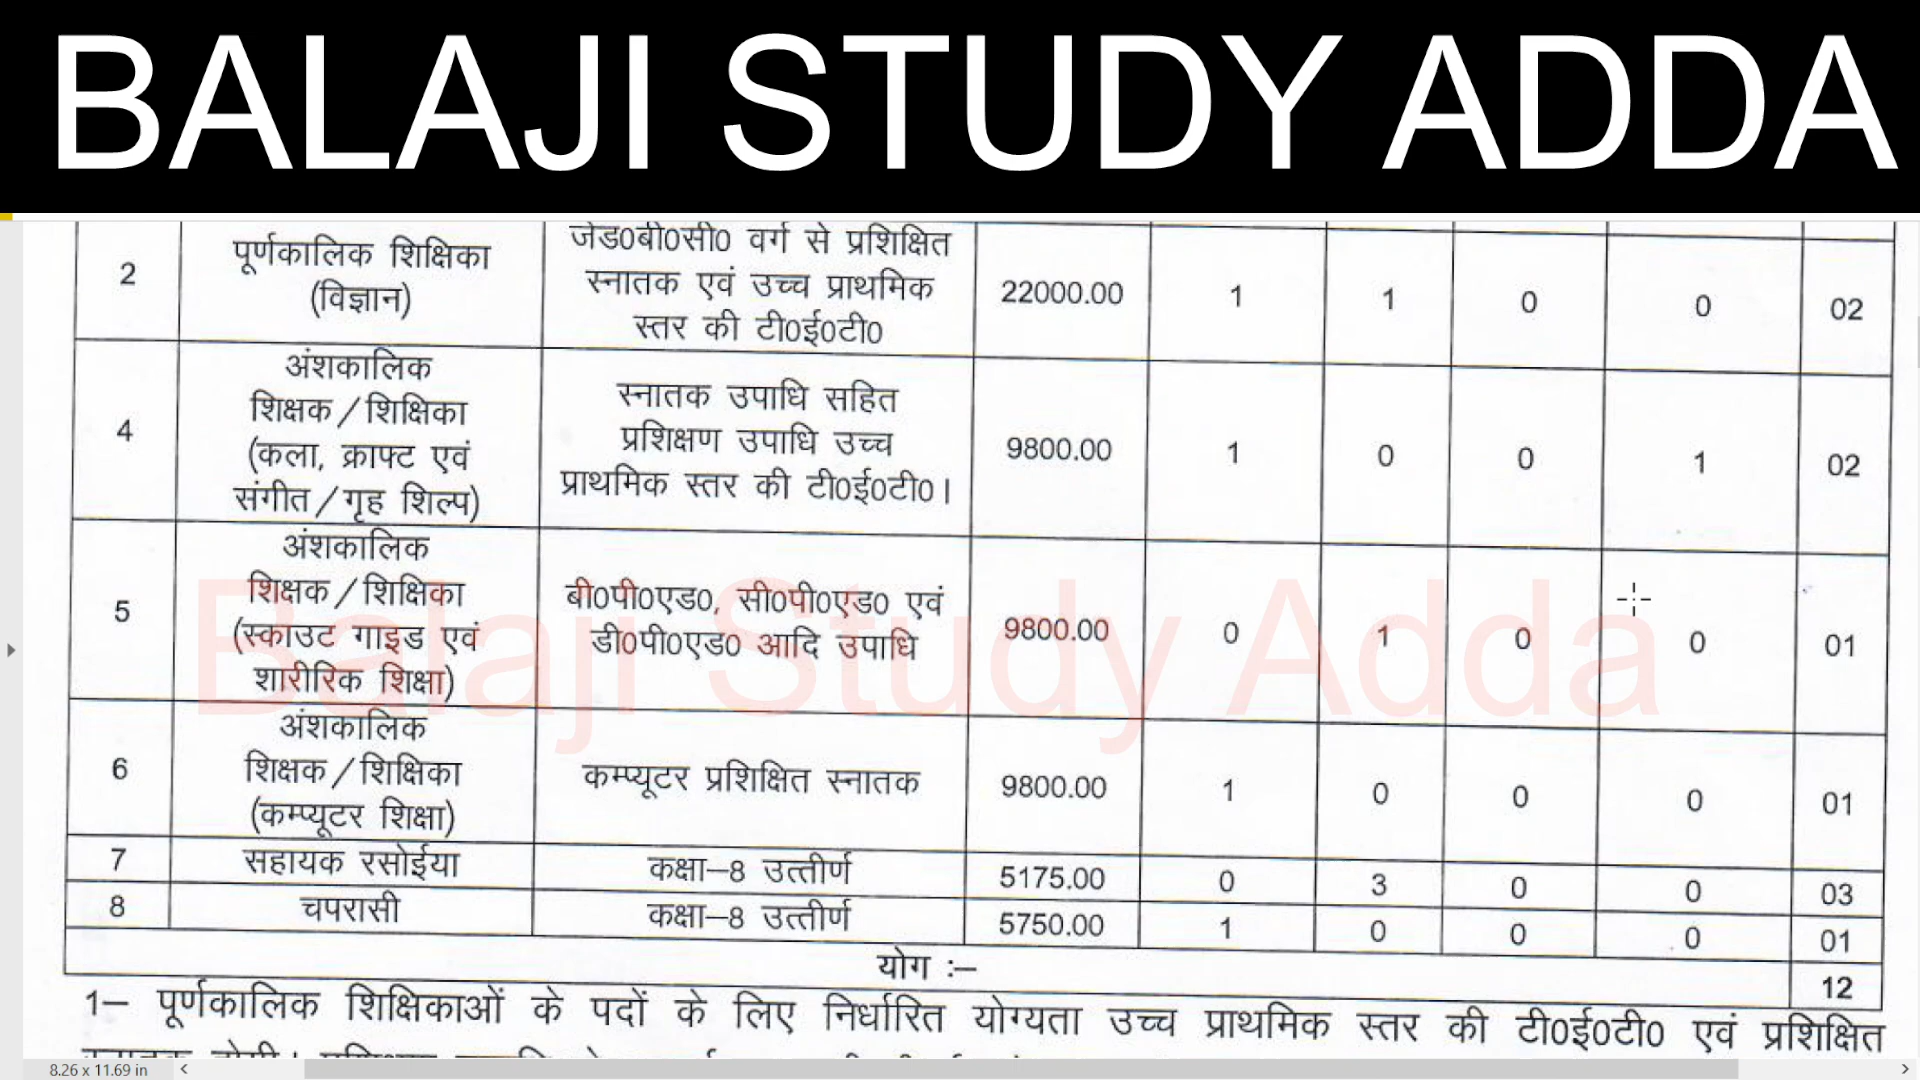 BALAJI STUDY ADDA
2
पूर्णकालिक शिक्षिका
(विज्ञान)
जेड0बी0सी0 वर्ग से प्रशिक्षित
स्नातक एवं उच्च प्राथमिक
स्तर की टी0ई0टी0
22000.00 1 1 0 0 02
4
अंशकालिक
शिक्षक / शिक्षिका
(कला, क्राफ्ट एवं
संगीत / गृह शिल्प)
स्नातक उपाधि सहित
प्रशिक्षण उपाधि उच्च
प्राथमिक स्तर की टी0ई0टी0।
9800.00 1 0 0 1 02
5
अंशकालिक
शिक्षक / शिक्षिका
(स्काउट गाइड एवं
शारीरिक शिक्षा)
बी0पी0एड0, सी0पी0एड0 एवं
डी0पी0एड0 आदि उपाधि
9800.00 0 1 0 0 01
Balaji Study Adda
6
अंशकालिक
शिक्षक / शिक्षिका
(कम्प्यूटर शिक्षा)
कम्प्यूटर प्रशिक्षित स्नातक
9800.00 1 0 0 0 01
7 सहायक रसोईया कक्षा–8 उत्तीर्ण 5175.00 0 3 0 0 03
8 चपरासी कक्षा–8 उत्तीर्ण 5750.00 1 0 0 0 01
योग :– 12
1– पूर्णकालिक शिक्षिकाओं के पदों के लिए निर्धारित योग्यता उच्च प्राथमिक स्तर की टी0ई0टी0 एवं प्रशिक्षित
8.26 x 11.69 in